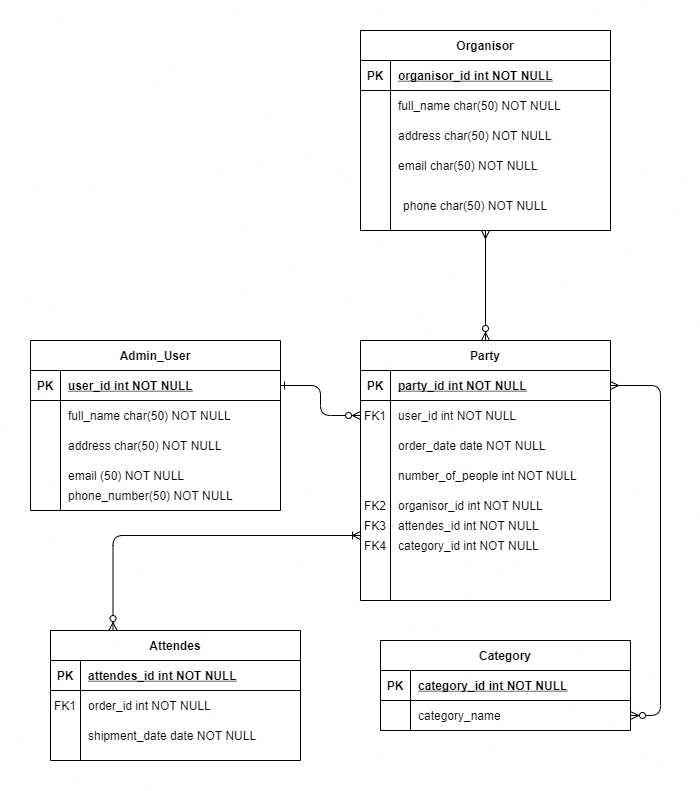 Organisor
PK organisor_id int NOT NULL
full_name char(50) NOT NULL
address char(50) NOT NULL
email char(50) NOT NULL
phone char(50) NOT NULL
Admin_User
PK user_id int NOT NULL
full_name char(50) NOT NULL
address char(50) NOT NULL
email (50) NOT NULL
phone_number(50) NOT NULL
Party
PK party_id int NOT NULL
FK1 user_id int NOT NULL
order_date date NOT NULL
number_of_people int NOT NULL
FK2 organisor_id int NOT NULL
FK3 attendes_id int NOT NULL
FK4 category_id int NOT NULL
Attendes
PK attendes_id int NOT NULL
FK1 order_id int NOT NULL
shipment_date date NOT NULL
Category
PK category_id int NOT NULL
category_name